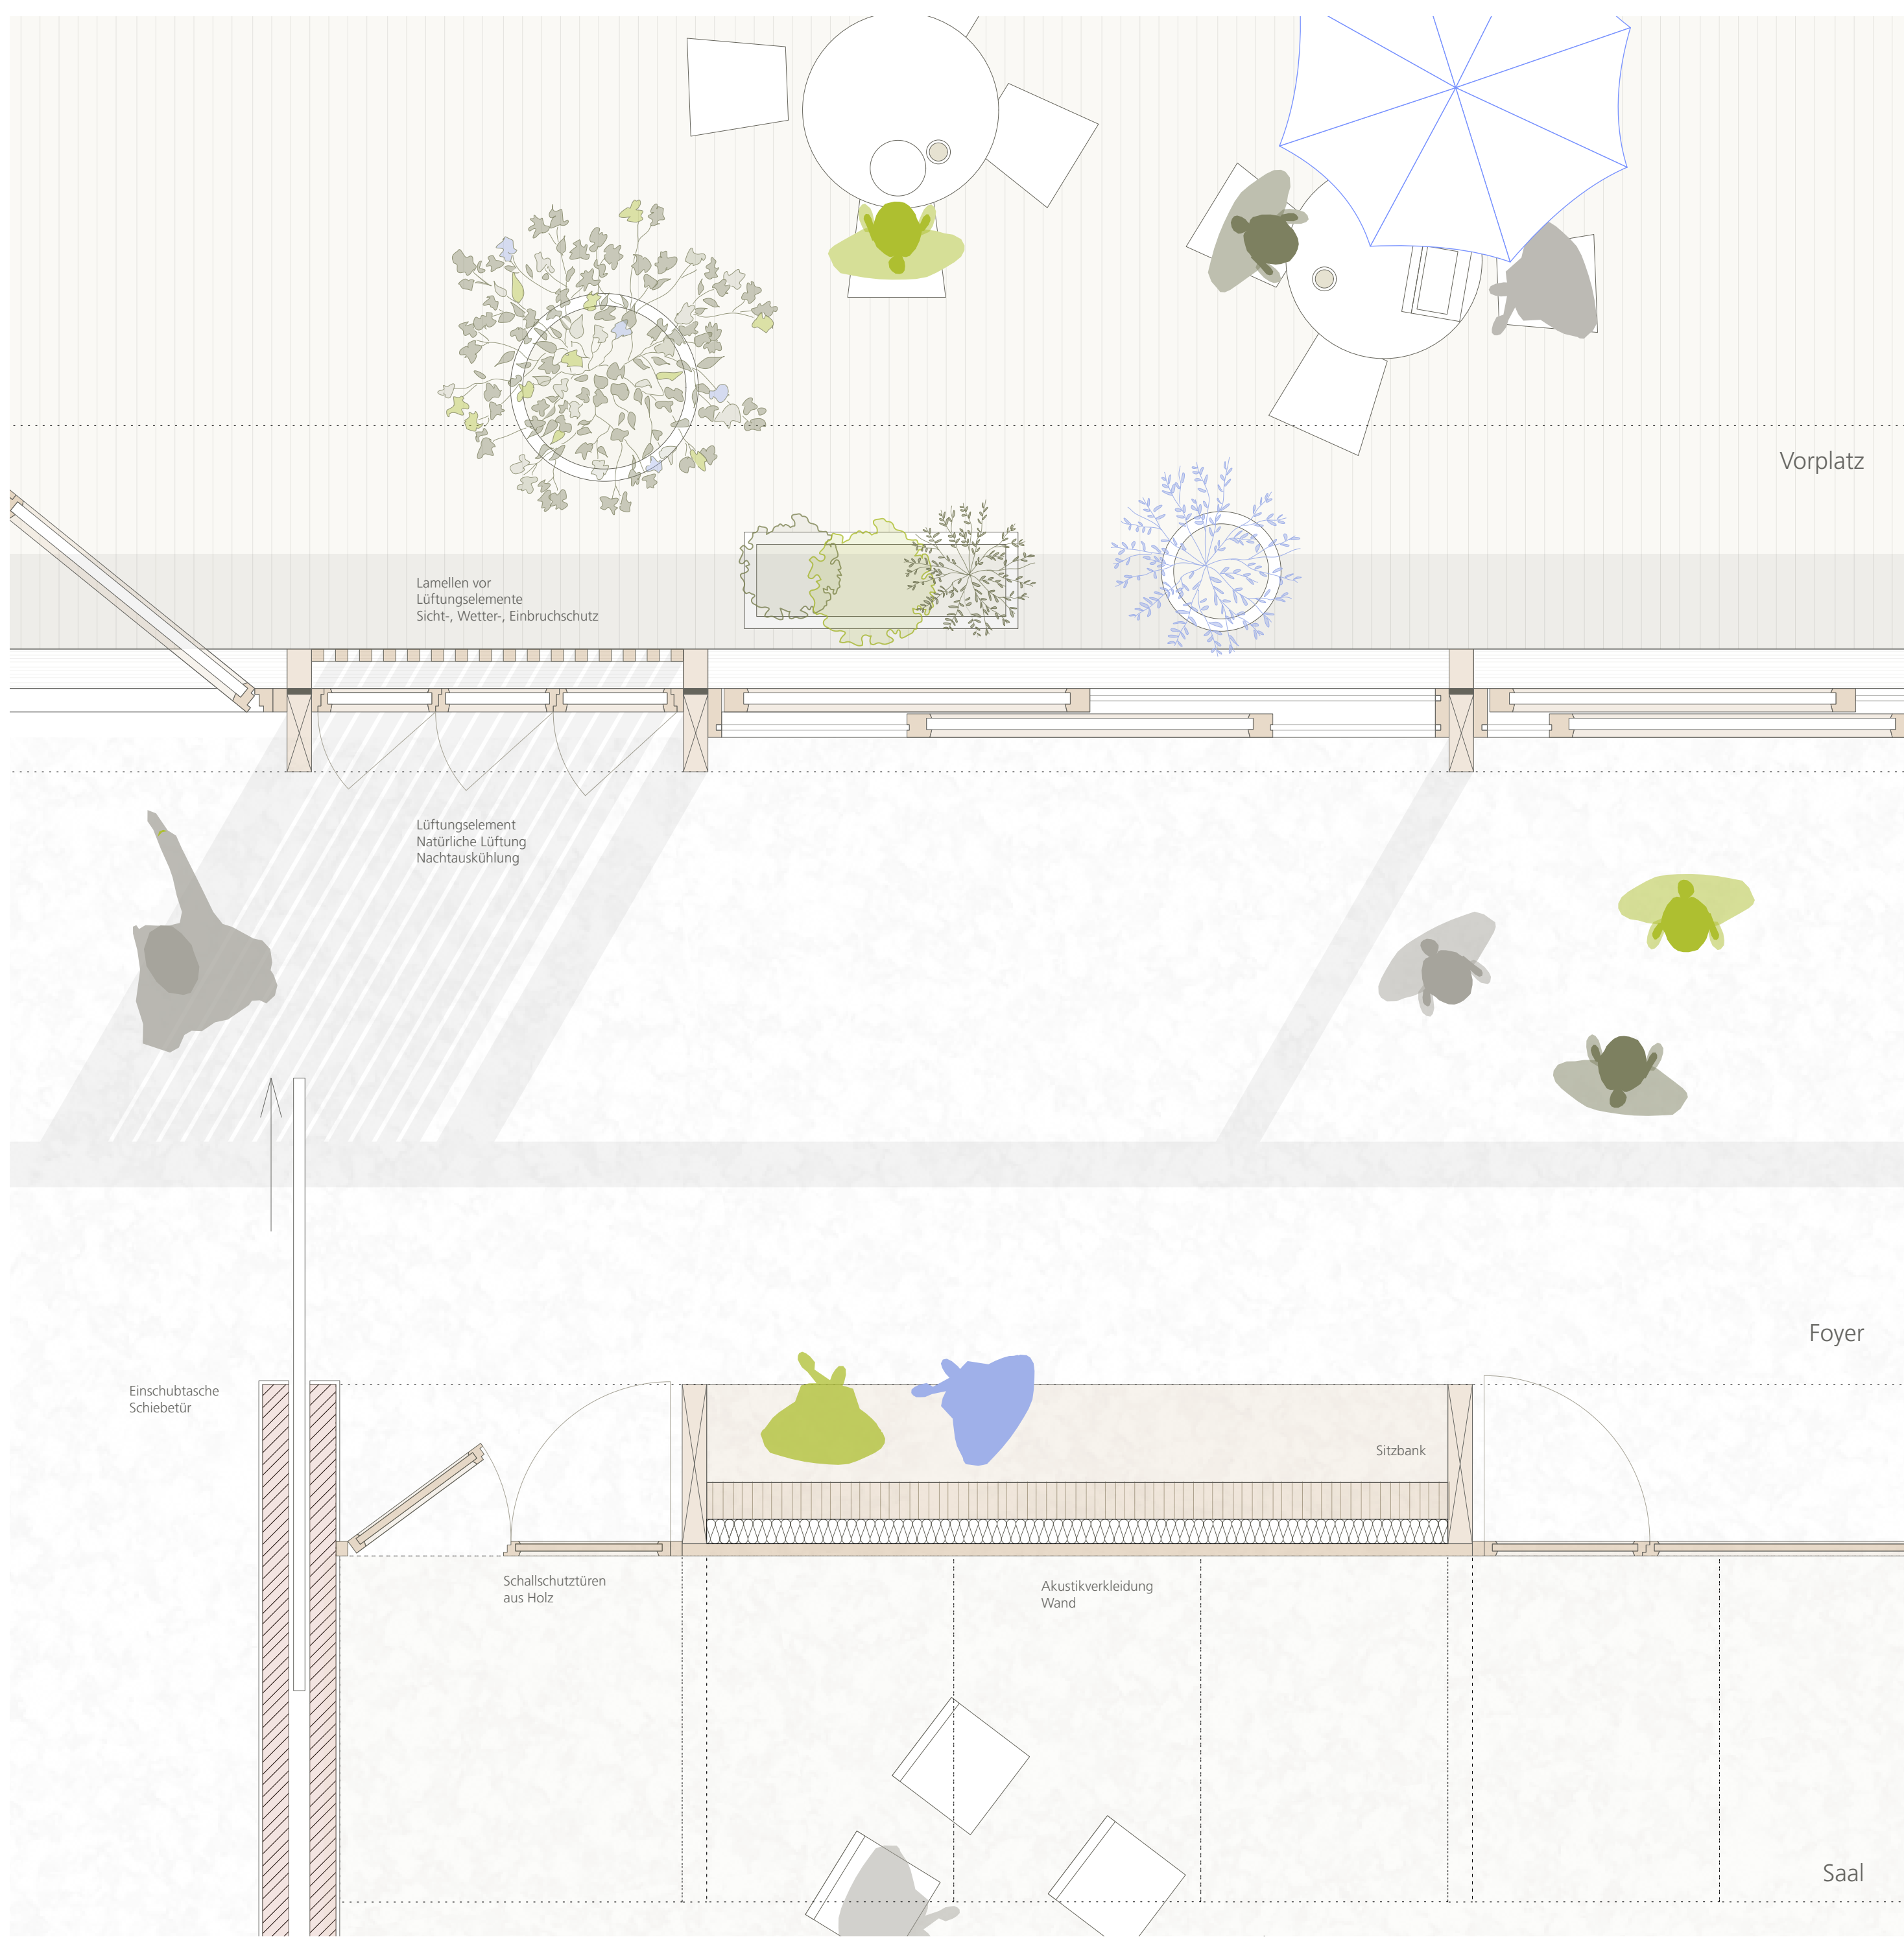 Vorplatz
Lamellen vor
Lüftungselemente
Sicht-, Wetter-, Einbruchschutz
Lüftungselement
Natürliche Lüftung
Nachtauskühlung
Foyer
Einschubtasche
Schiebetür
Sitzbank
Schallschutztüren
aus Holz
Akustikverkleidung
Wand
Saal